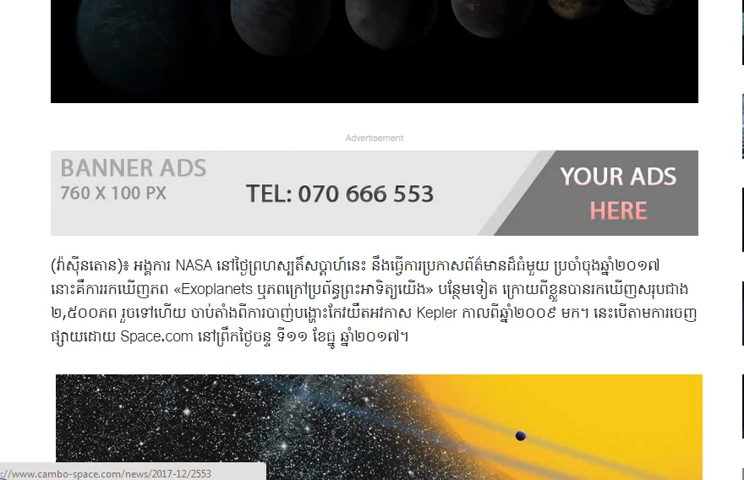 Advertisement
BANNER ADS
760 X 100 PX
TEL: 070 666 553
YOUR ADS
HERE
(វ៉ាស៊ីនតោន)៖ អង្គការ NASA នៅថ្ងៃព្រហស្បតិ៍សប្តាហ៍នេះ នឹងធ្វើការប្រកាសព័ត៌មានដ៏ធំមួយ ប្រចាំចុងឆ្នាំ២០១៧
នោះគឺការរកឃើញភព «Exoplanets ឬភពក្រៅប្រព័ន្ធព្រះអាទិត្យយើង» បន្ថែមទៀត ក្រោយពីខ្លួនបានរកឃើញសរុបជាង
២,៥០០ភព រួចទៅហើយ ចាប់តាំងពីការបាញ់បង្ហោះកែវយឺតអវកាស Kepler កាលពីឆ្នាំ២០០៩ មក។ នេះបើតាមការចេញ
ផ្សាយដោយ Space.com នៅព្រឹកថ្ងៃចន្ទ ទី១១ ខែធ្នូ ឆ្នាំ២០១៧។
://www.cambo-space.com/news/2017-12/2553